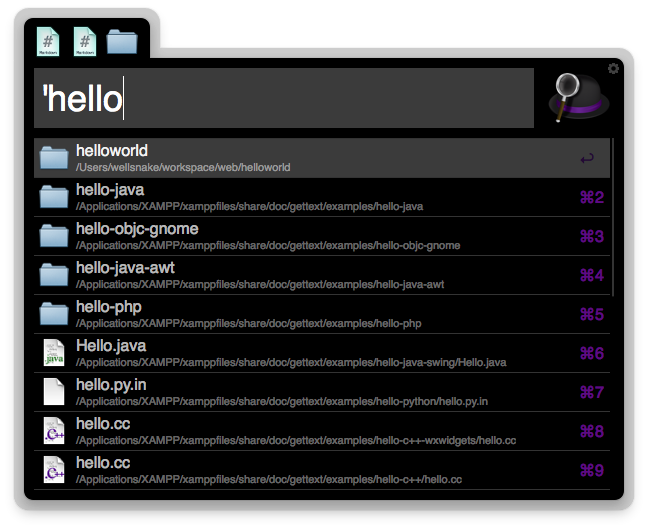 'hello
helloworld
/Users/wellsnake/workspace/web/helloworld
hello-java
/Applications/XAMPP/xamppfiles/share/doc/gettext/examples/hello-java
⌘2
hello-objc-gnome
/Applications/XAMPP/xamppfiles/share/doc/gettext/examples/hello-objc-gnome
⌘3
hello-java-awt
/Applications/XAMPP/xamppfiles/share/doc/gettext/examples/hello-java-awt
⌘4
hello-php
/Applications/XAMPP/xamppfiles/share/doc/gettext/examples/hello-php
⌘5
.java
Hello.java
/Applications/XAMPP/xamppfiles/share/doc/gettext/examples/hello-java-swing/Hello.java
⌘6
hello.py.in
/Applications/XAMPP/xamppfiles/share/doc/gettext/examples/hello-python/hello.py.in
⌘7
.C++
hello.cc
/Applications/XAMPP/xamppfiles/share/doc/gettext/examples/hello-c++-wxwidgets/hello.cc
⌘8
.C++
hello.cc
/Applications/XAMPP/xamppfiles/share/doc/gettext/examples/hello-c++/hello.cc
⌘9